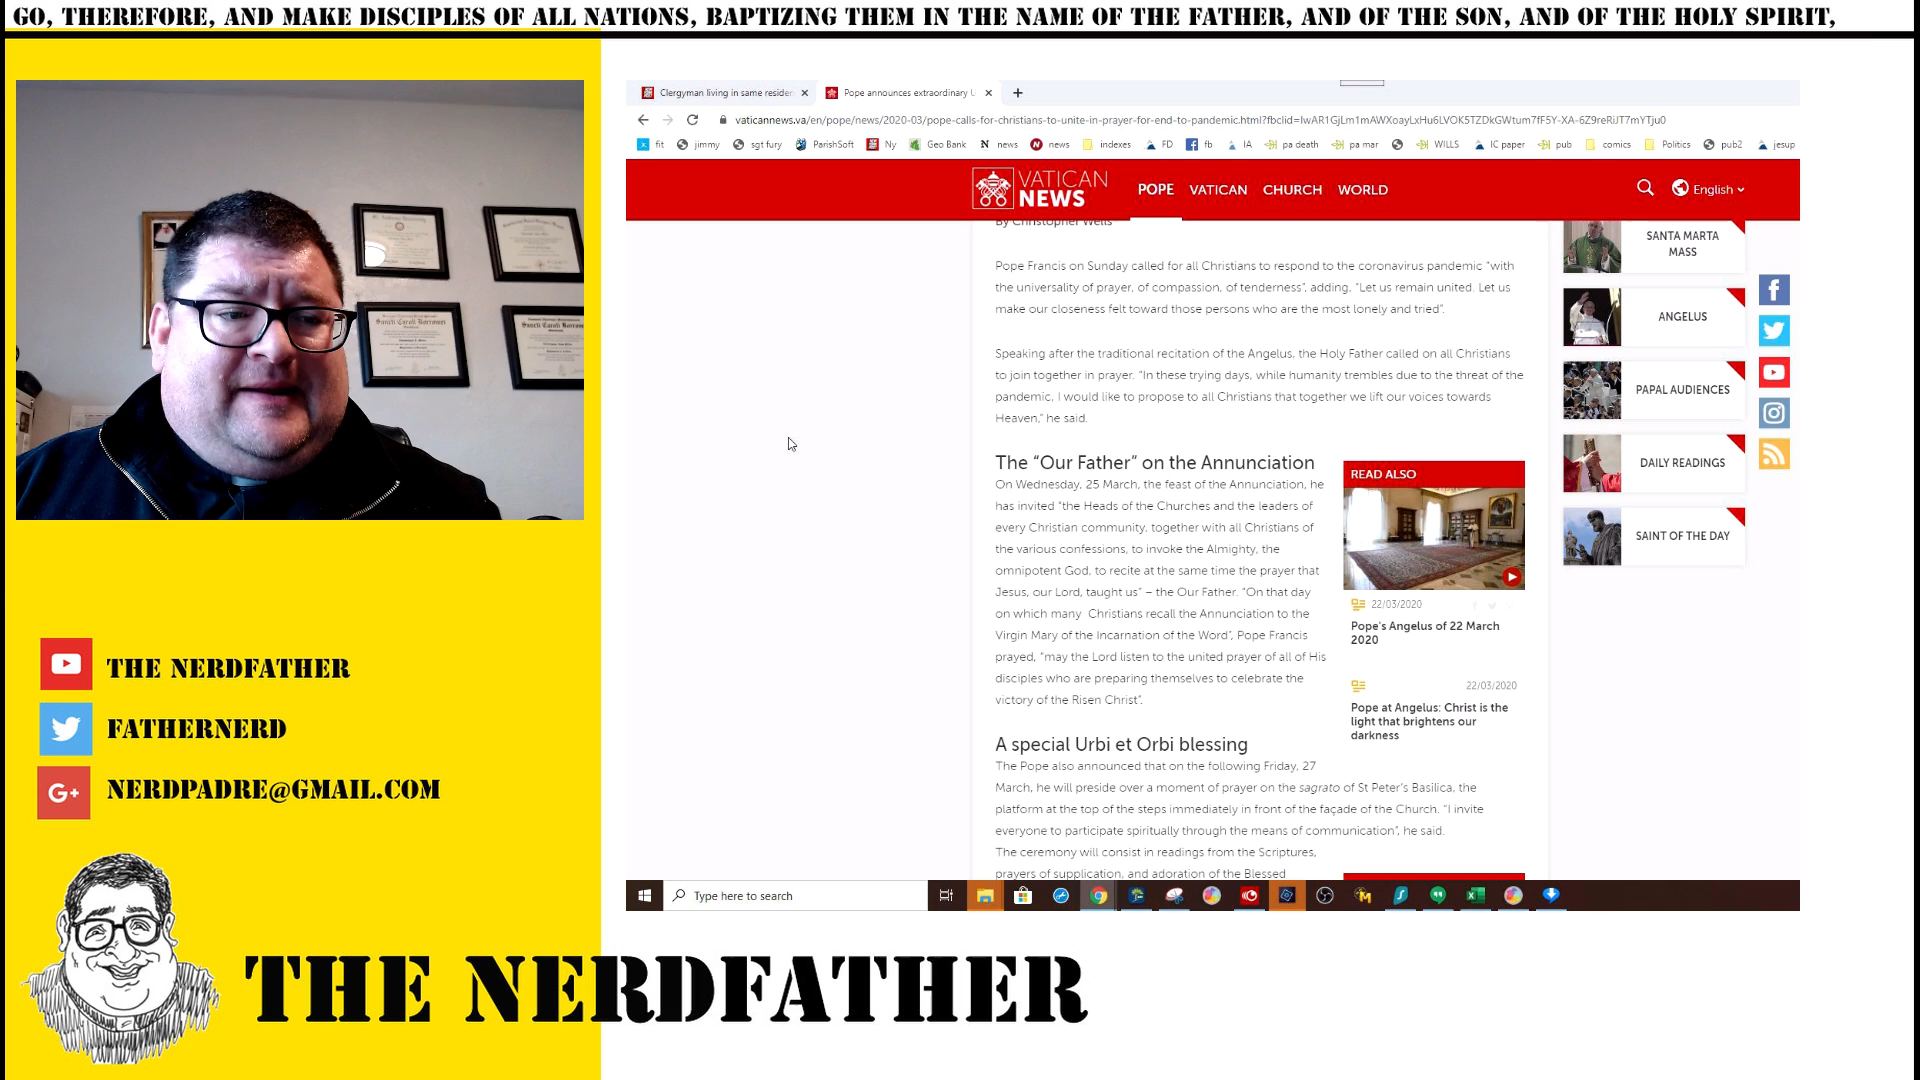 GO, THEREFORE, AND MAKE DISCIPLES OF ALL NATIONS, BAPTIZING THEM IN THE NAME OF THE FATHER, AND OF THE SON, AND OF THE HOLY SPIRIT,
THE NERDFATHER
FATHERNERD
G+ NERDPADRE@GMAIL.COM
THE NERDFATHER
Clergyman living in same residen
Pope announces extraordinary U
vaticannews.va/en/pope/news/2020-03/pope-calls-for-christians-to-unite-in-prayer-for-end-to-pandemic.html?fbclid=IwAR1GjLm1mAWXoayLxHu6LVOK5TZDkGWtum7fF5Y-XA-6Z9reRiJT7mYTju0
fit jimmy sgt fury ParishSoft Ny Geo Bank news news indexes FD fb IA pa death pa mar WILLS IC paper pub comics Politics pub2 jesup
VATICAN
NEWS
POPE VATICAN CHURCH WORLD
English
By Christopher Wells
Pope Francis on Sunday called for all Christians to respond to the coronavirus pandemic "with
the universality of prayer, of compassion, of tenderness", adding, "Let us remain united. Let us
make our closeness felt toward those persons who are the most lonely and tried".
Speaking after the traditional recitation of the Angelus, the Holy Father called on all Christians
to join together in prayer. "In these trying days, while humanity trembles due to the threat of the
pandemic, I would like to propose to all Christians that together we lift our voices towards
Heaven," he said.
The "Our Father" on the Annunciation
On Wednesday, 25 March, the feast of the Annunciation, he
has invited "the Heads of the Churches and the leaders of
every Christian community, together with all Christians of
the various confessions, to invoke the Almighty, the
omnipotent God, to recite at the same time the prayer that
Jesus, our Lord, taught us" – the Our Father. "On that day
on which many Christians recall the Annunciation to the
Virgin Mary of the Incarnation of the Word", Pope Francis
prayed, "may the Lord listen to the united prayer of all of His
disciples who are preparing themselves to celebrate the
victory of the Risen Christ".
A special Urbi et Orbi blessing
The Pope also announced that on the following Friday, 27
March, he will preside over a moment of prayer on the sagrato of St Peter's Basilica, the
platform at the top of the steps immediately in front of the façade of the Church. "I invite
everyone to participate spiritually through the means of communication", he said.
The ceremony will consist in readings from the Scriptures,
prayers of supplication, and adoration of the Blessed
READ ALSO
22/03/2020
Pope's Angelus of 22 March
2020
22/03/2020
Pope at Angelus: Christ is the
light that brightens our
darkness
SANTA MARTA
MASS
ANGELUS
PAPAL AUDIENCES
DAILY READINGS
SAINT OF THE DAY
Type here to search